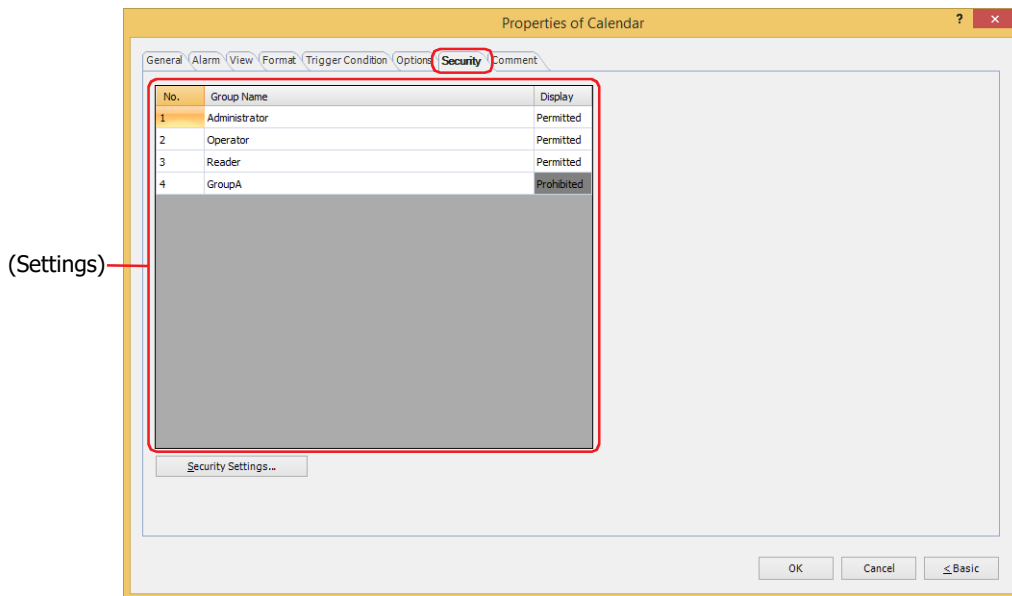 Properties of Calendar ? ×
General Alarm View Format Trigger Condition Options Security Comment
No. Group Name Display
1 Administrator Permitted
2 Operator Permitted
3 Reader Permitted
4 GroupA Prohibited
(Settings)
Security Settings...
OK Cancel < Basic